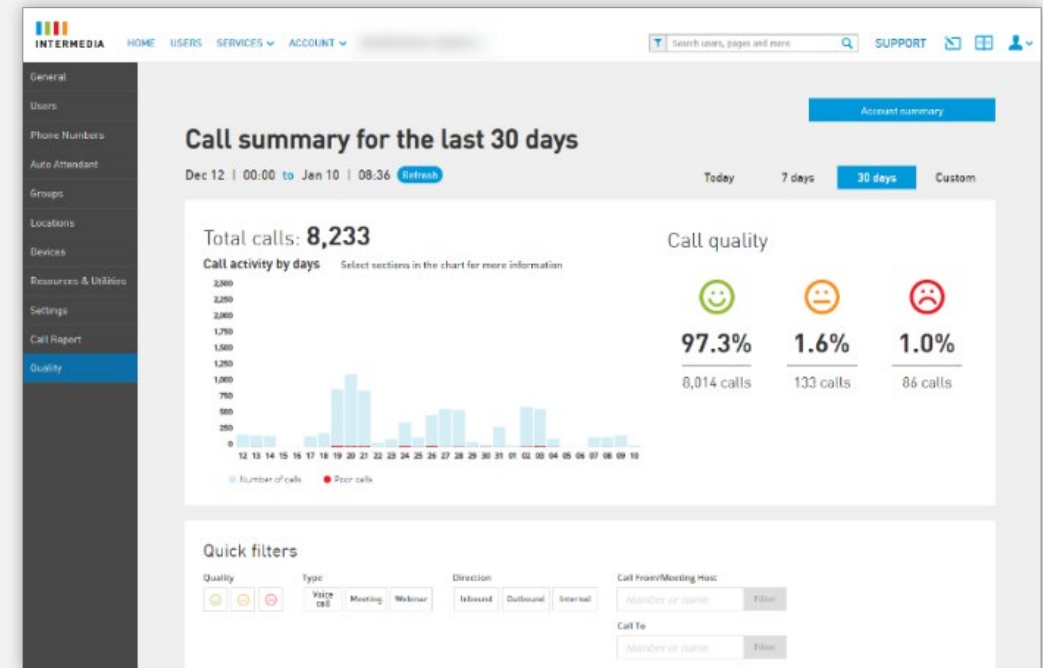 INTERMEDIA
HOME USERS SERVICES ACCOUNT
Search users, pages and more
SUPPORT
General
Users
Phone Numbers
Auto Attendant
Groups
Locations
Devices
Resources & Utilities
Settings
Call Report
Quality
Account summary
Call summary for the last 30 days
Dec 12 | 00:00 to Jan 10 | 08:36 Refresh
Today 7 days 30 days Custom
Total calls: 8,233
Call activity by days Select sections in the chart for more information
2,500
2,250
2,000
1,750
1,500
1,250
1,000
750
500
250
0
12 13 14 15 16 17 18 19 20 21 22 23 24 25 26 27 28 29 30 31 01 02 03 04 05 06 07 08 09 10
Number of calls Poor calls
Call quality
97.3% 1.6% 1.0%
8,014 calls 133 calls 86 calls
Quick filters
Quality Type Direction Call From/Meeting Host
Voice call Meeting Webinar Inbound Outbound Internal Number or name Filter
Call To
Number or name Filter